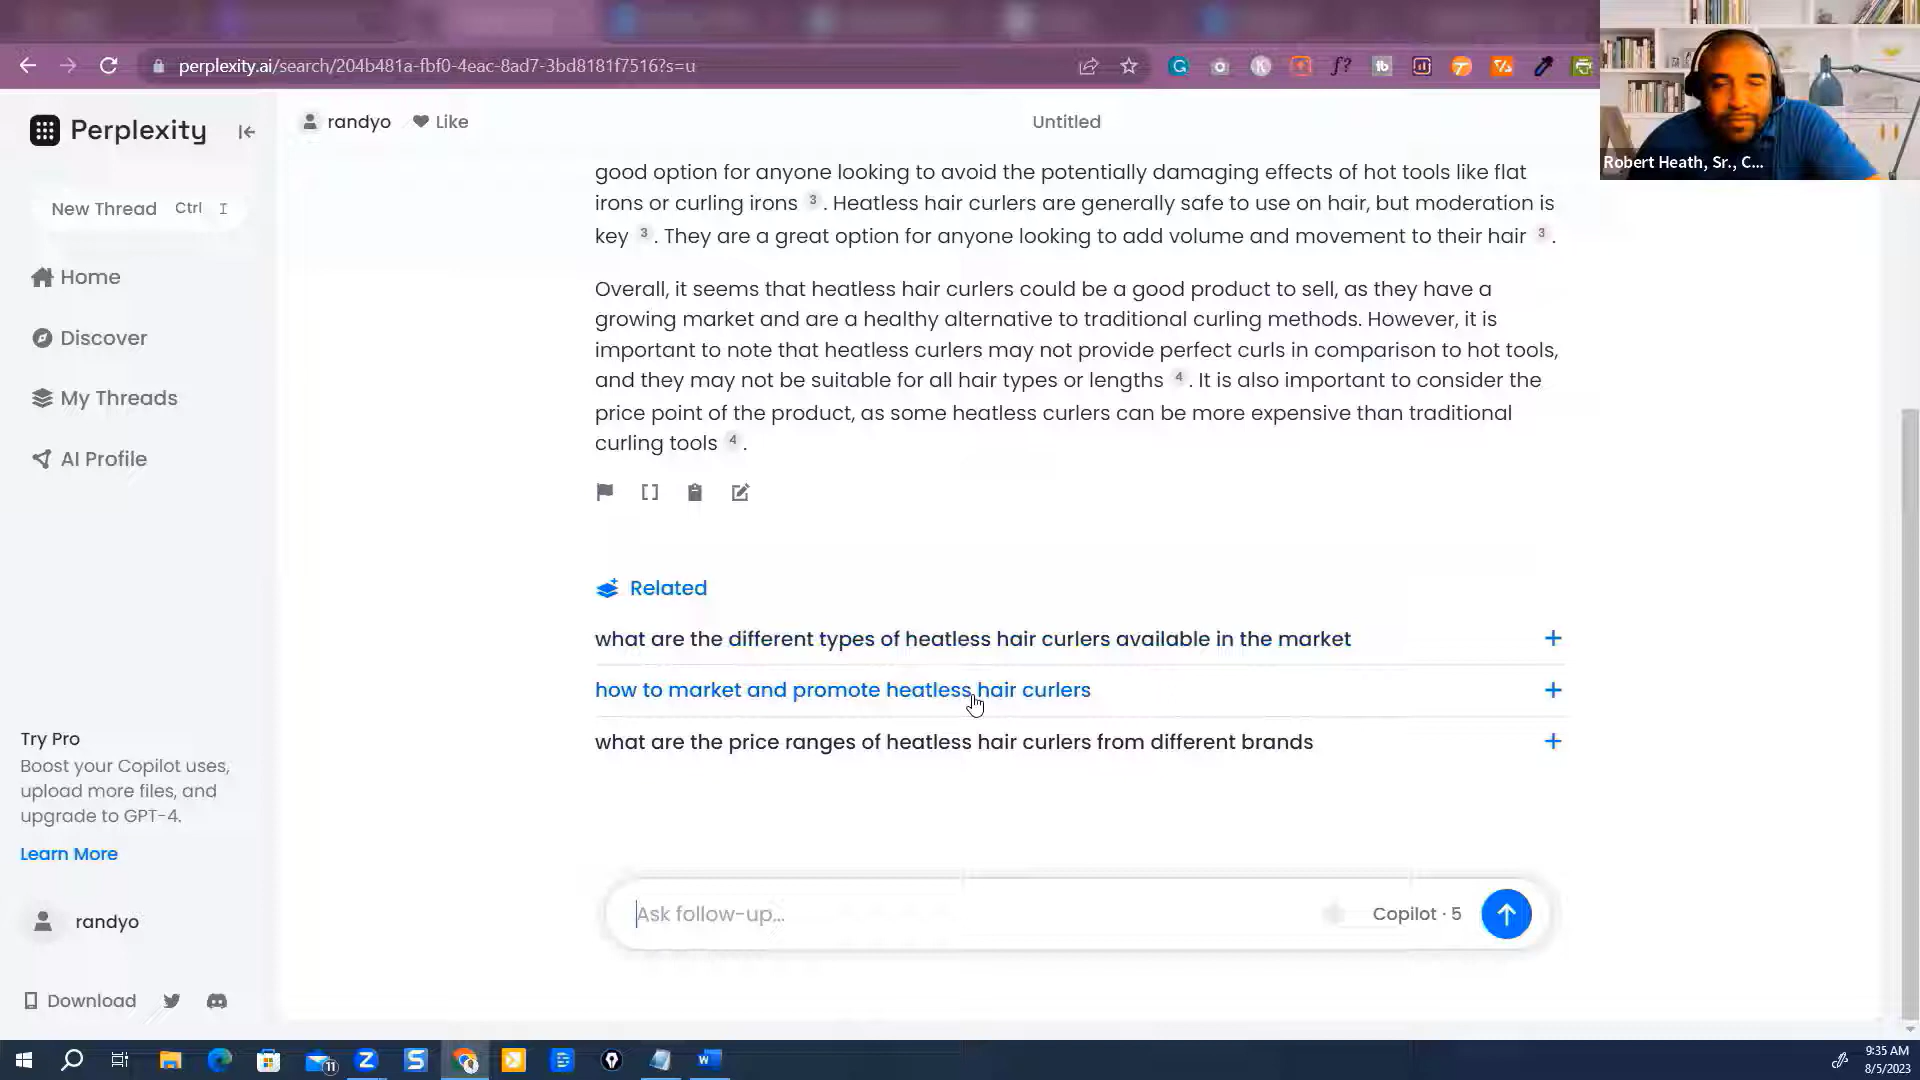 perplexity.ai/search/204b481a-fbf0-4eac-8ad7-3bd8181f7516?s=u
Robert Heath, Sr., C...
Perplexity
randyo
Like
Untitled
New Thread
Ctrl
I
Home
Discover
My Threads
AI Profile
good option for anyone looking to avoid the potentially damaging effects of hot tools like flat
irons or curling irons 3. Heatless hair curlers are generally safe to use on hair, but moderation is
key 3. They are a great option for anyone looking to add volume and movement to their hair 3.
Overall, it seems that heatless hair curlers could be a good product to sell, as they have a
growing market and are a healthy alternative to traditional curling methods. However, it is
important to note that heatless curlers may not provide perfect curls in comparison to hot tools,
and they may not be suitable for all hair types or lengths 4. It is also important to consider the
price point of the product, as some heatless curlers can be more expensive than traditional
curling tools 4.
Related
what are the different types of heatless hair curlers available in the market
how to market and promote heatless hair curlers
what are the price ranges of heatless hair curlers from different brands
Try Pro
Boost your Copilot uses,
upload more files, and
upgrade to GPT-4.
Learn More
randyo
Ask follow-up...
Copilot · 5
Download
11
9:35 AM
8/5/2023